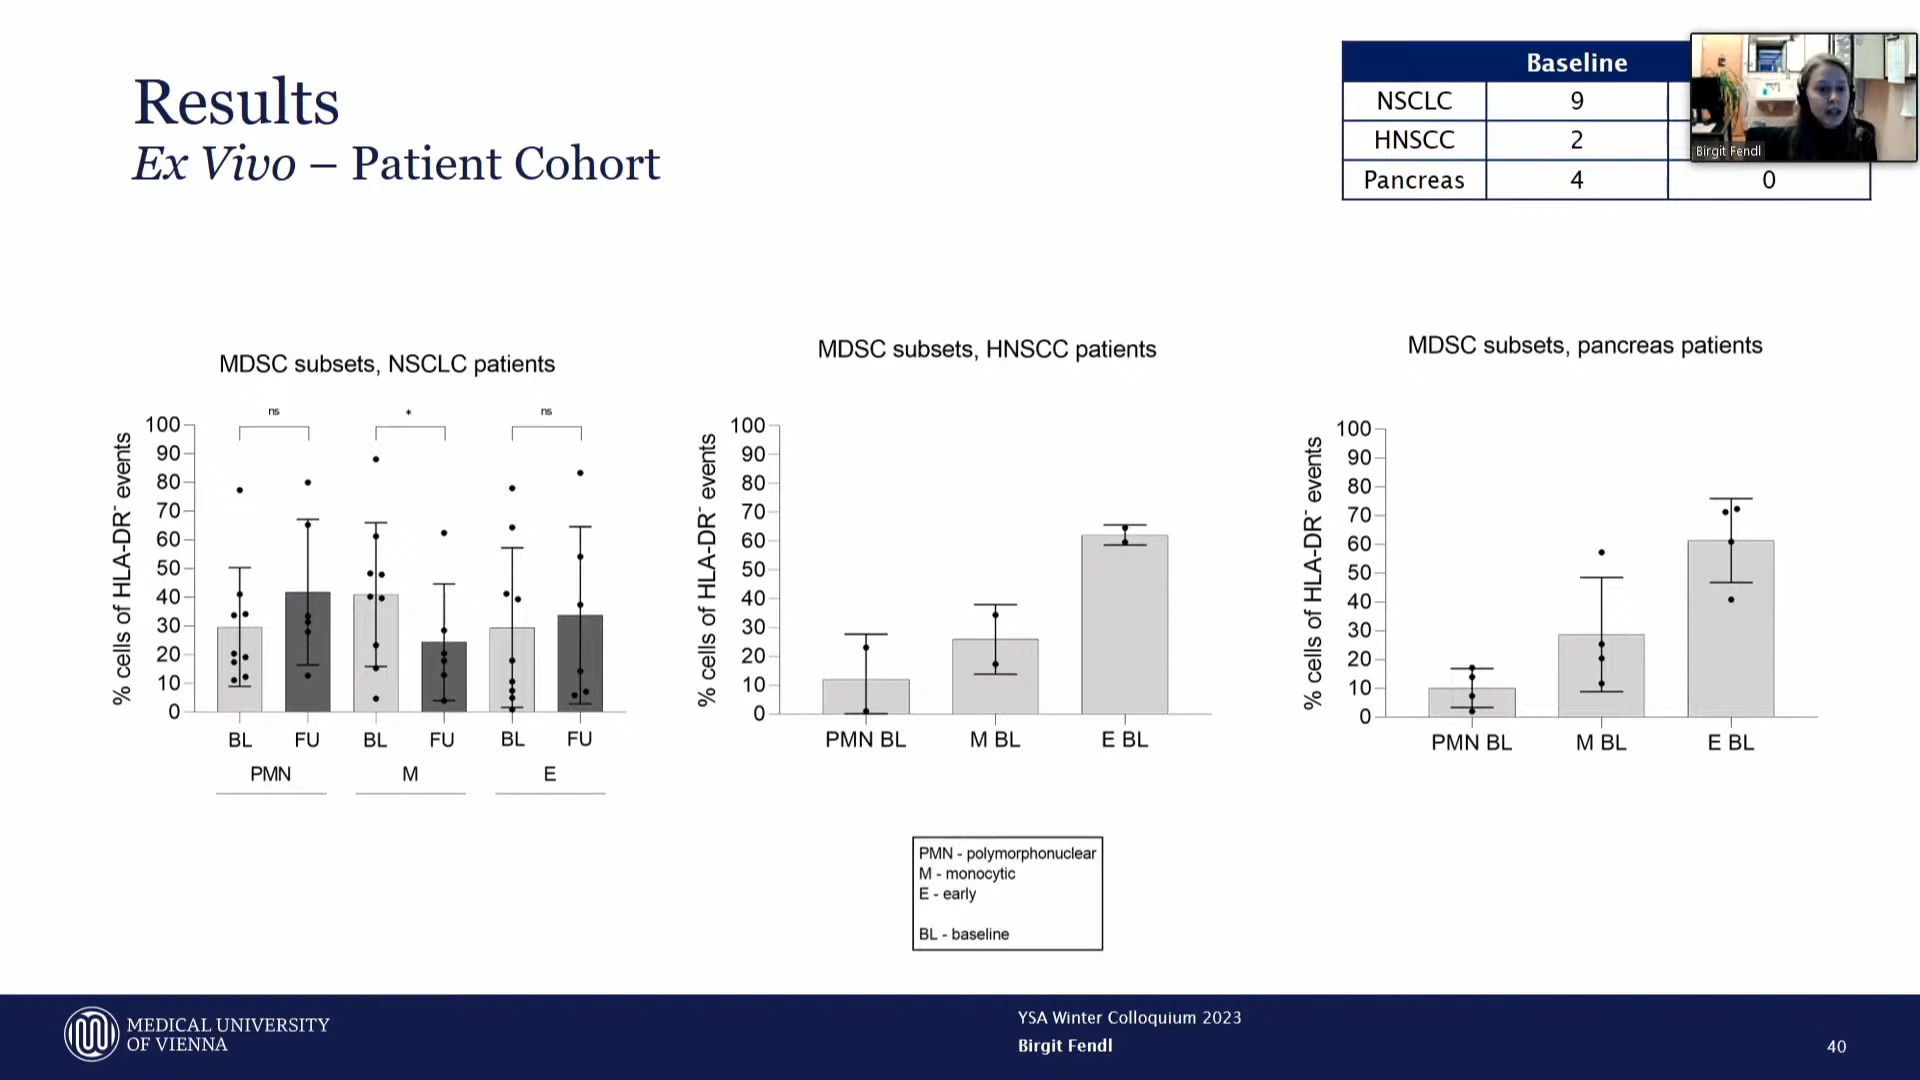 Results
Ex Vivo – Patient Cohort
Baseline
NSCLC 9
HNSCC 2
Pancreas 4 0
Birgit Fendl
MDSC subsets, NSCLC patients
% cells of HLA-DR⁻ events
100
90
80
70
60
50
40
30
20
10
0
ns * ns
BL FU BL FU BL FU
PMN M E
MDSC subsets, HNSCC patients
% cells of HLA-DR⁻ events
100
90
80
70
60
50
40
30
20
10
0
PMN BL M BL E BL
MDSC subsets, pancreas patients
% cells of HLA-DR⁻ events
100
90
80
70
60
50
40
30
20
10
0
PMN BL M BL E BL
PMN - polymorphonuclear
M - monocytic
E - early
BL - baseline
MEDICAL UNIVERSITY
OF VIENNA
YSA Winter Colloquium 2023
Birgit Fendl
40